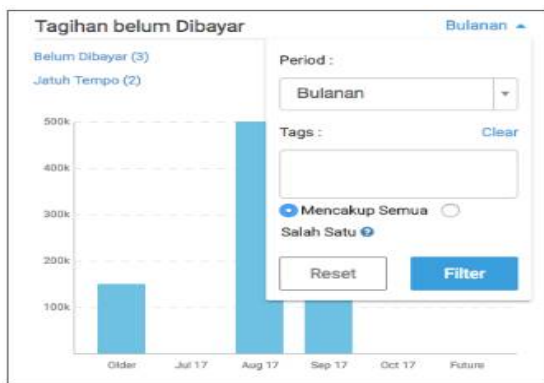 Tagihan belum Dibayar
Bulanan
Belum Dibayar (3)
Jatuh Tempo (2)
Period :
Bulanan
Tags :
Clear
Mencakup Semua
Salah Satu
Reset
Filter
500k
400k
300k
200k
100k
Older
Jul 17
Aug 17
Sep 17
Oct 17
Future